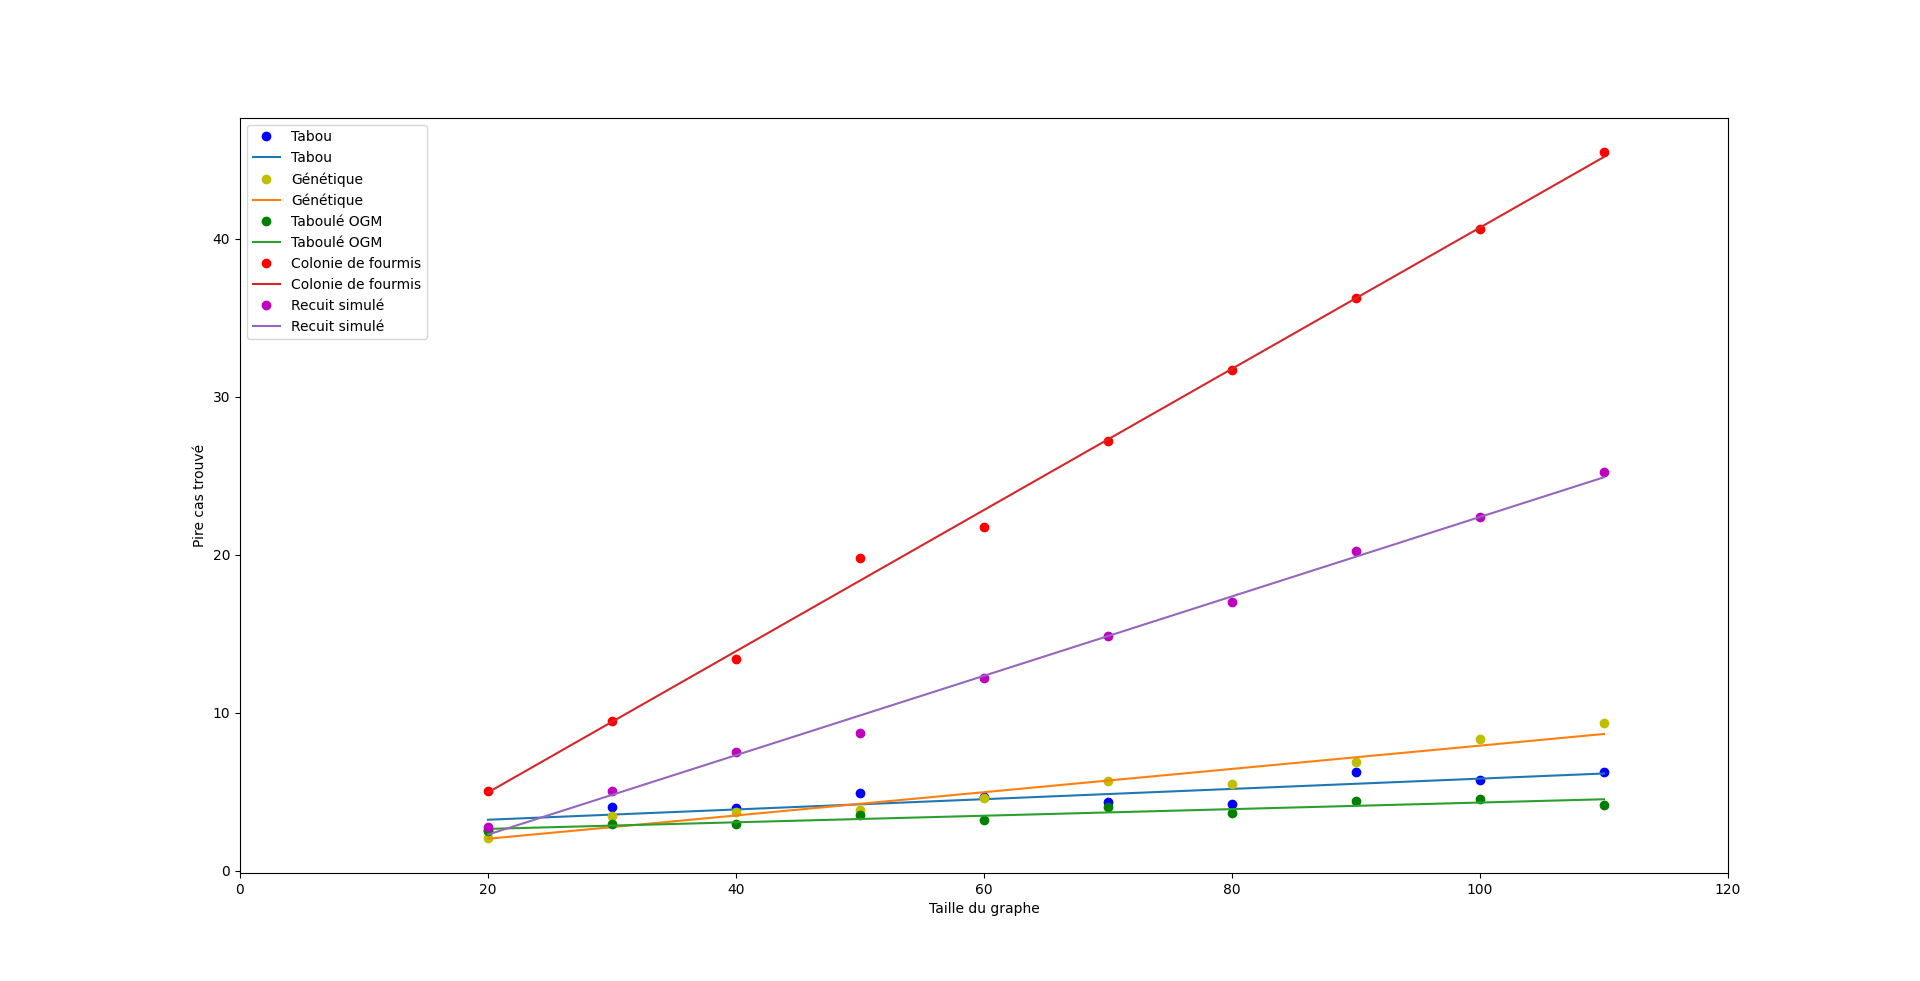 Tabou
Tabou
Génétique
Génétique
Taboulé OGM
Taboulé OGM
Colonie de fourmis
Colonie de fourmis
Recuit simulé
Recuit simulé
40
30
20
10
0
Pire cas trouvé
0 20 40 60 80 100 120
Taille du graphe